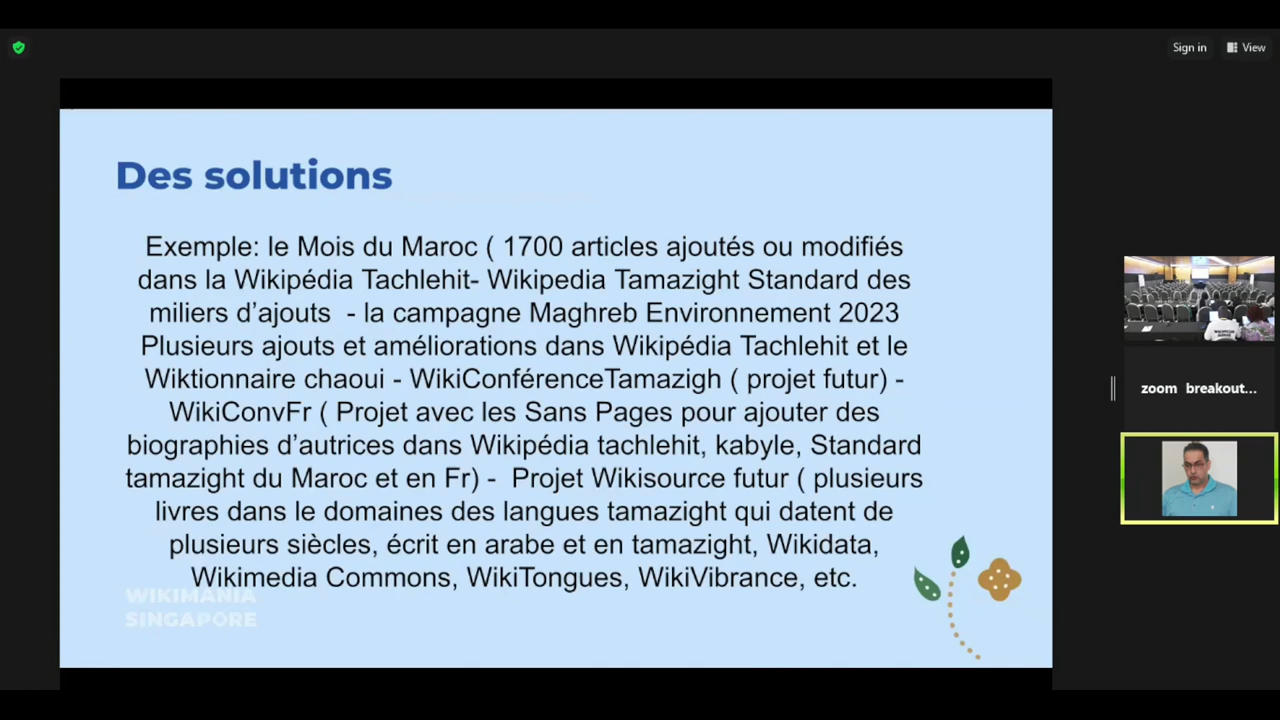 Sign in
View
Des solutions
Exemple: le Mois du Maroc ( 1700 articles ajoutés ou modifiés
dans la Wikipédia Tachlehit- Wikipedia Tamazight Standard des
miliers d’ajouts - la campagne Maghreb Environnement 2023
Plusieurs ajouts et améliorations dans Wikipédia Tachlehit et le
Wiktionnaire chaoui - WikiConférenceTamazigh ( projet futur) -
WikiConvFr ( Projet avec les Sans Pages pour ajouter des
biographies d’autrices dans Wikipédia tachlehit, kabyle, Standard
tamazight du Maroc et en Fr) - Projet Wikisource futur ( plusieurs
livres dans le domaines des langues tamazight qui datent de
plusieurs siècles, écrit en arabe et en tamazight, Wikidata,
Wikimedia Commons, WikiTongues, WikiVibrance, etc.
WIKIMANIA
SINGAPORE
zoom breakout...